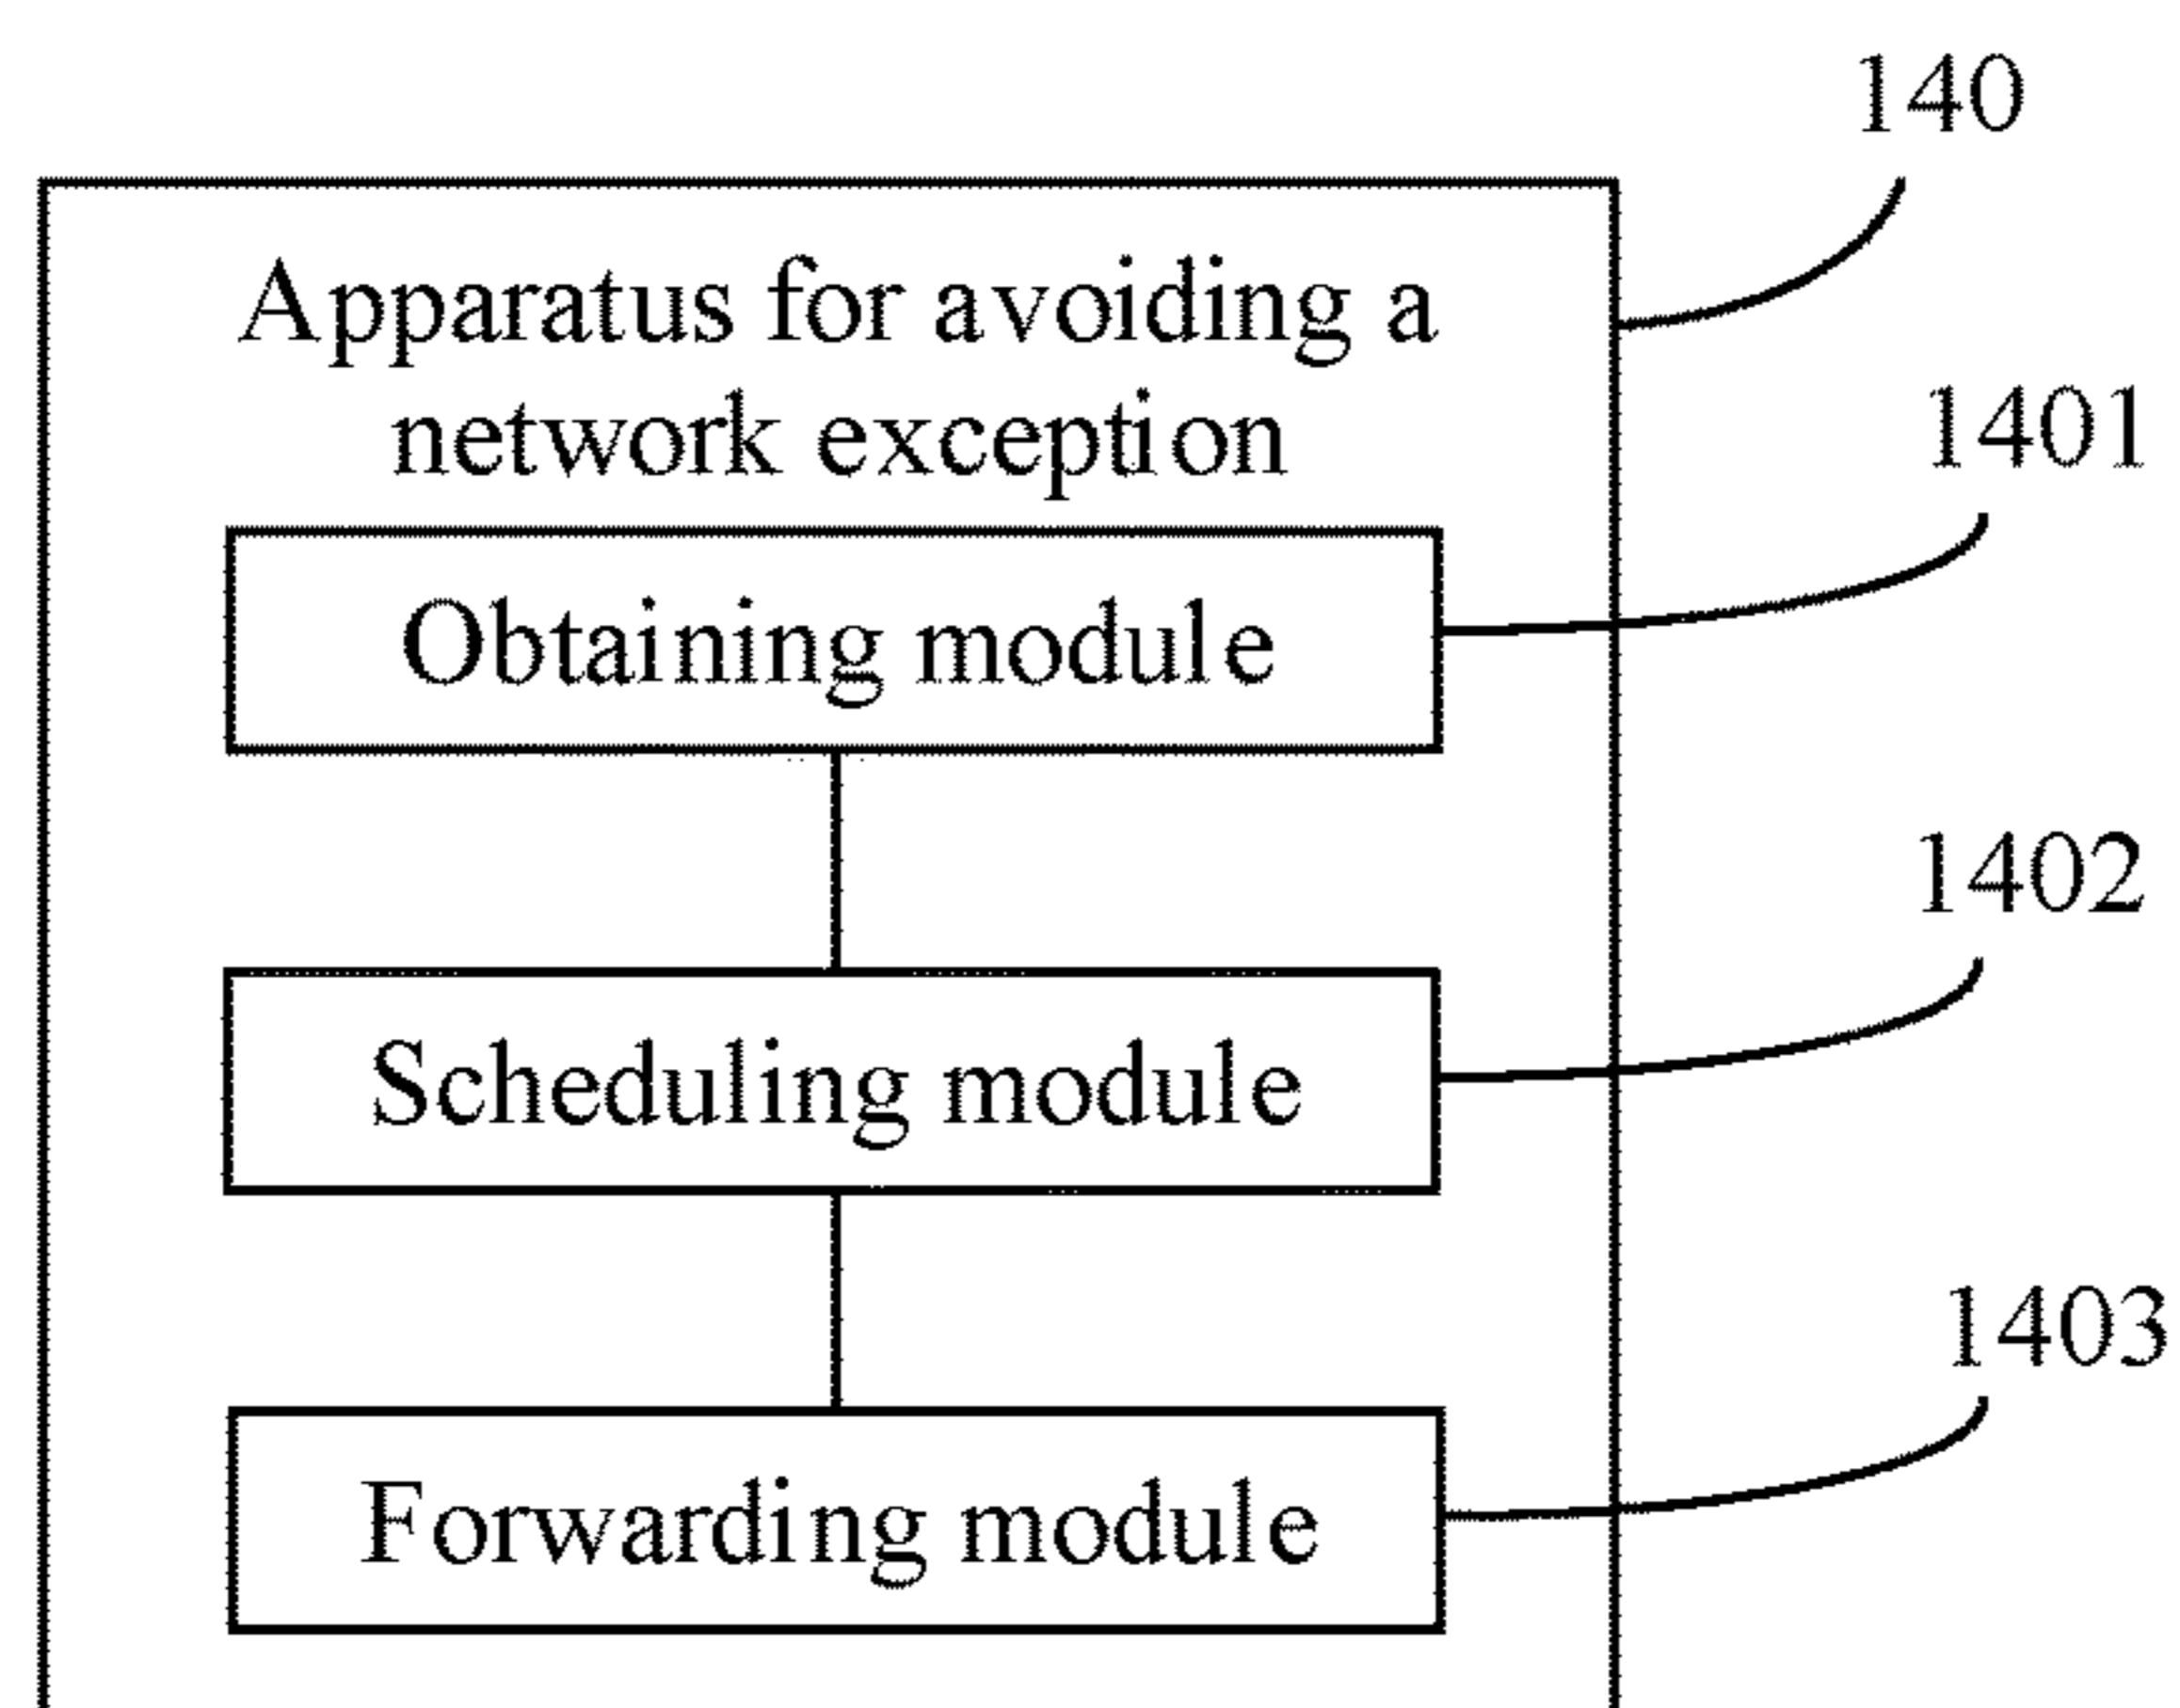 140
Apparatus for avoiding a
network exception
1401
Obtaining module
1402
Scheduling module
1403
Forwarding module